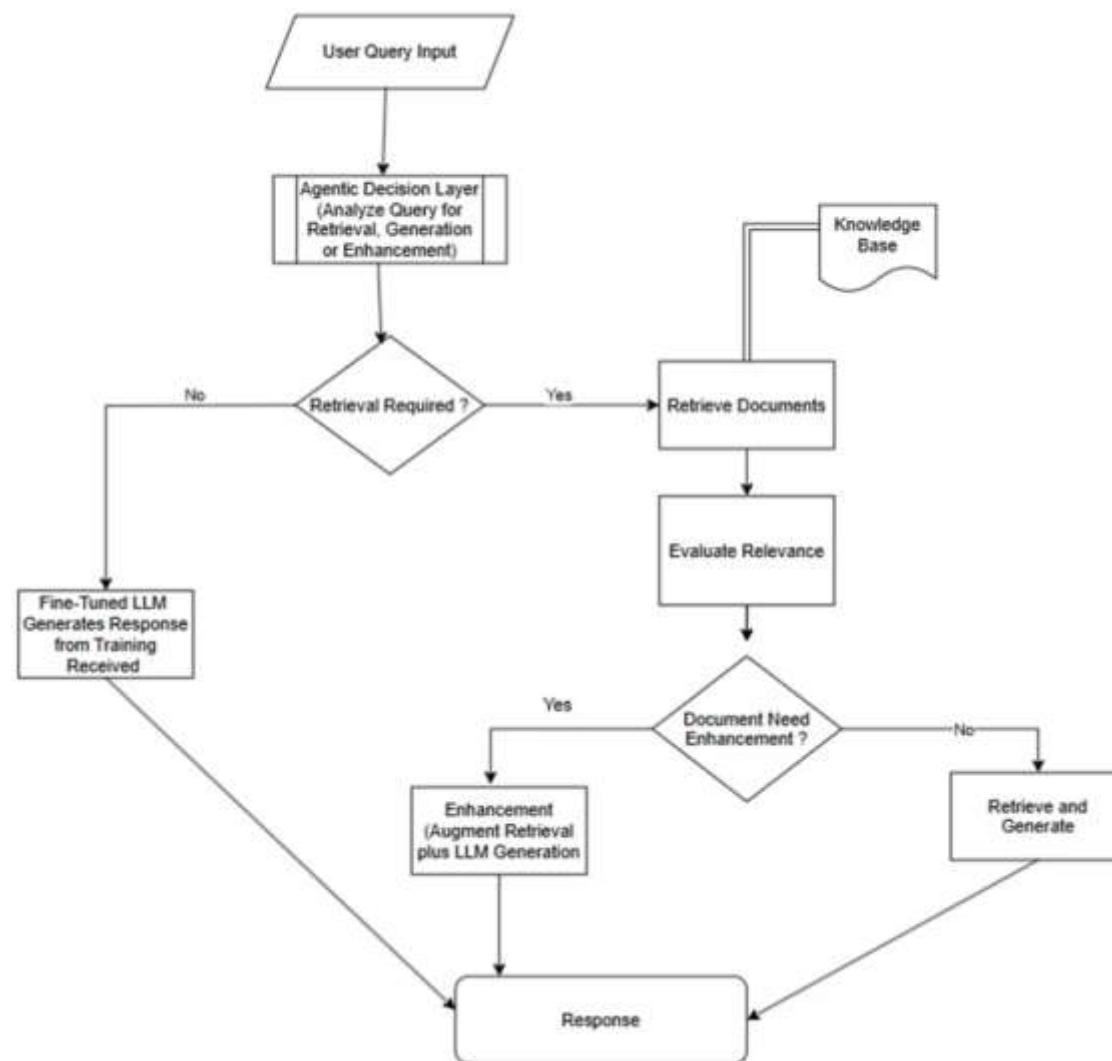 User Query Input
Agentic Decision Layer
(Analyze Query for
Retrieval, Generation
or Enhancement)
Knowledge
Base
No
Retrieval Required ?
Yes
Retrieve Documents
Evaluate Relevance
Fine-Tuned LLM
Generates Response
from Training
Received
Yes
Document Need
Enhancement ?
No
Enhancement
(Augment Retrieval
plus LLM Generation
Retrieve and
Generate
Response